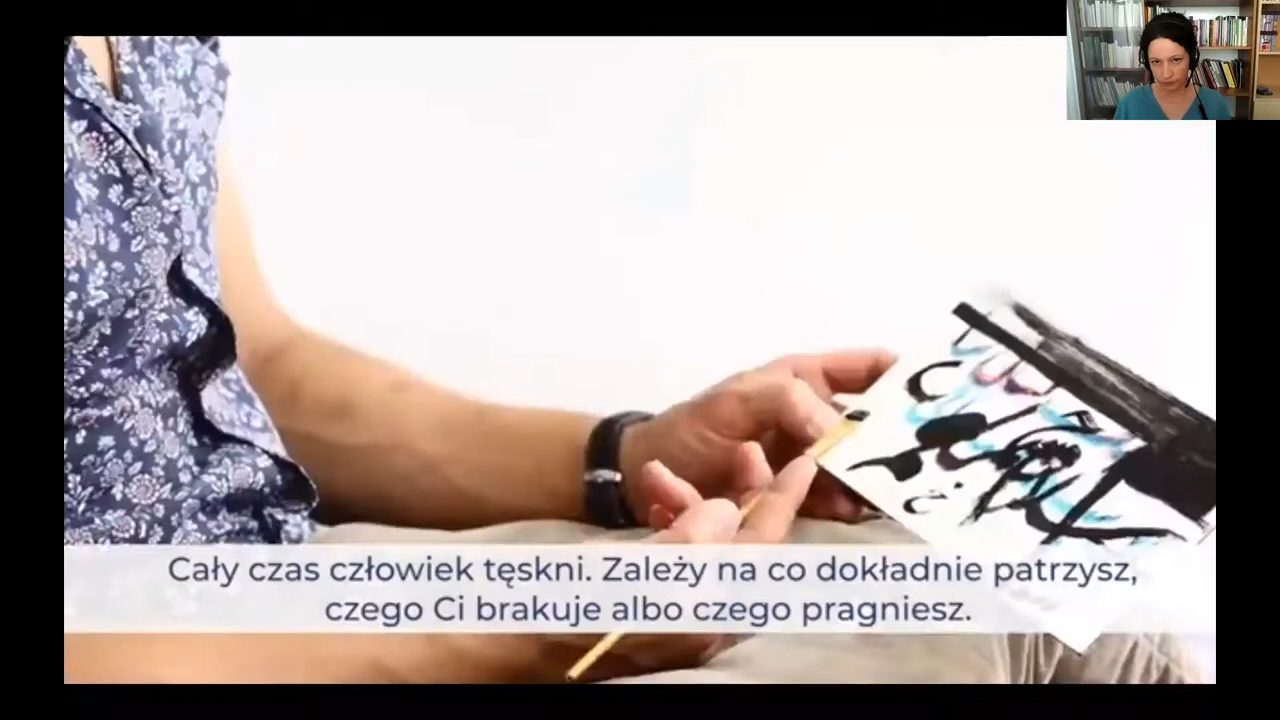 Cały czas człowiek tęskni. Zależy na co dokładnie patrzysz,
czego Ci brakuje albo czego pragniesz.